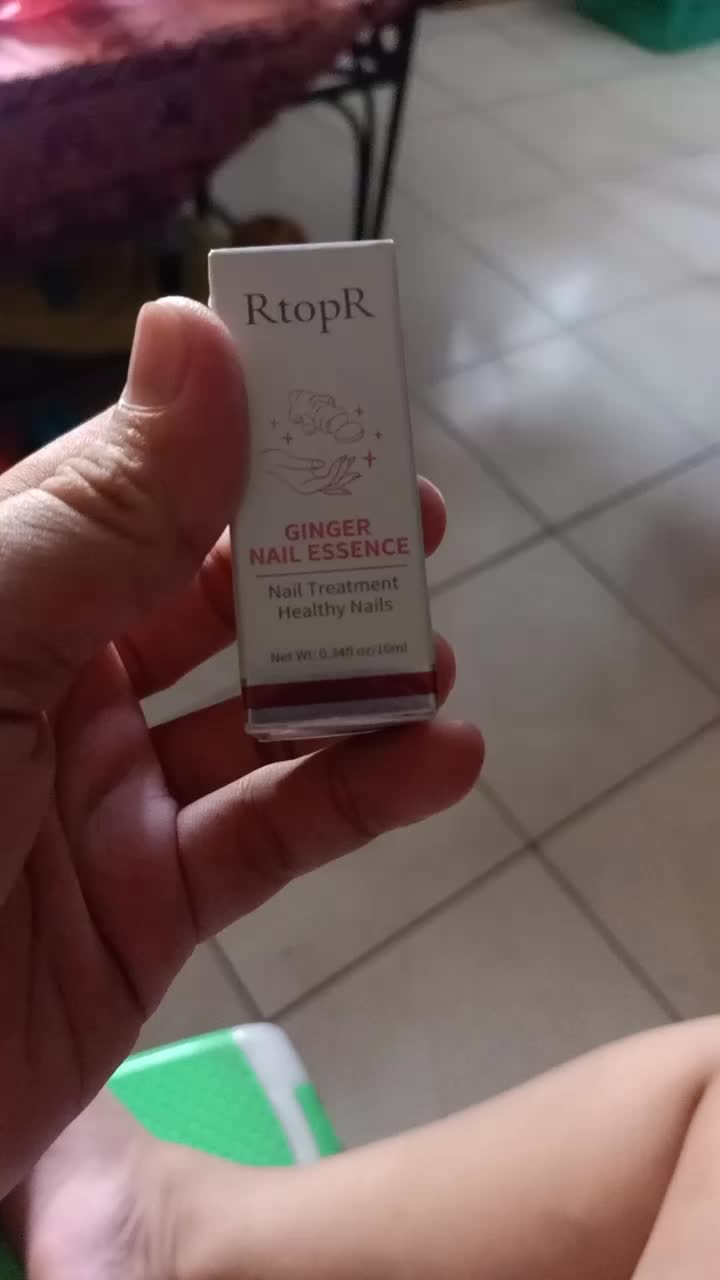 RtopR
GINGER
NAIL ESSENCE
Nail Treatment
Healthy Nails
Net Wt: 0.34fl oz/10ml